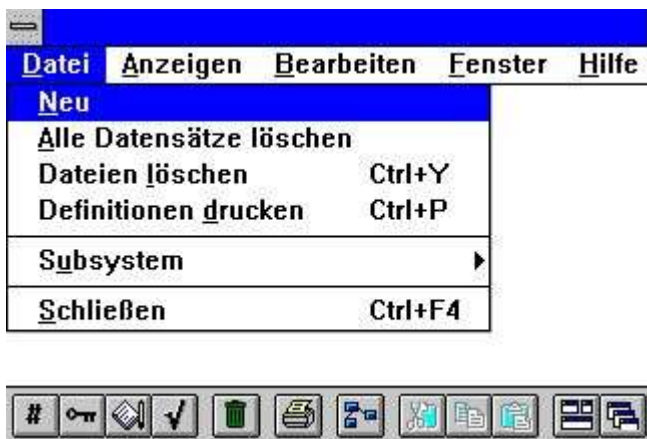 Datei Anzeigen Bearbeiten Fenster Hilfe
Neu
Alle Datensätze löschen
Dateien löschen Ctrl+Y
Definitionen drucken Ctrl+P
Subsystem
Schließen Ctrl+F4
#